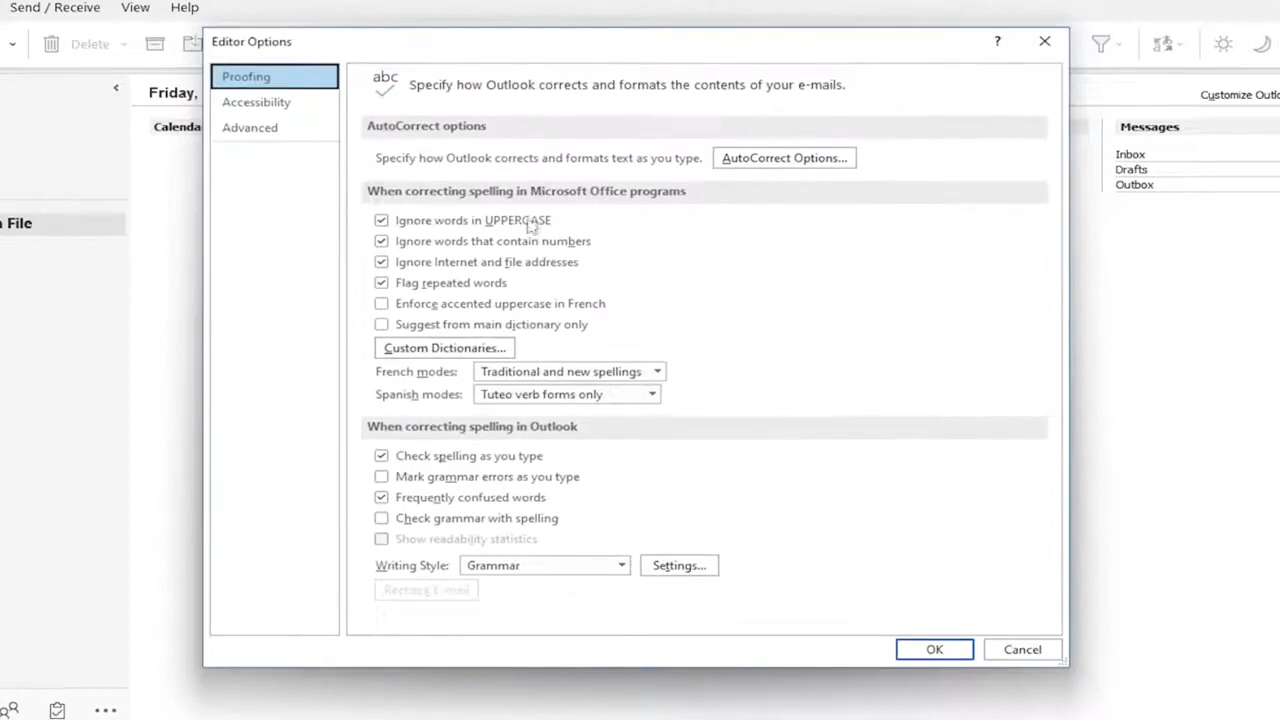 Send / Receive View Help
Editor Options ?
Delete
Proofing
Accessibility
Advanced
abc
Specify how Outlook corrects and formats the contents of your e-mails.
Friday,
Customize Outlo
Calenda
Messages
Inbox
Drafts
Outbox
n File
AutoCorrect options
Specify how Outlook corrects and formats text as you type. AutoCorrect Options...
When correcting spelling in Microsoft Office programs
Ignore words in UPPERCASE
Ignore words that contain numbers
Ignore Internet and file addresses
Flag repeated words
Enforce accented uppercase in French
Suggest from main dictionary only
Custom Dictionaries...
French modes: Traditional and new spellings
Spanish modes: Tuteo verb forms only
When correcting spelling in Outlook
Check spelling as you type
Mark grammar errors as you type
Frequently confused words
Check grammar with spelling
Show readability statistics
Writing Style: Grammar Settings...
Recheck E-mail
OK Cancel